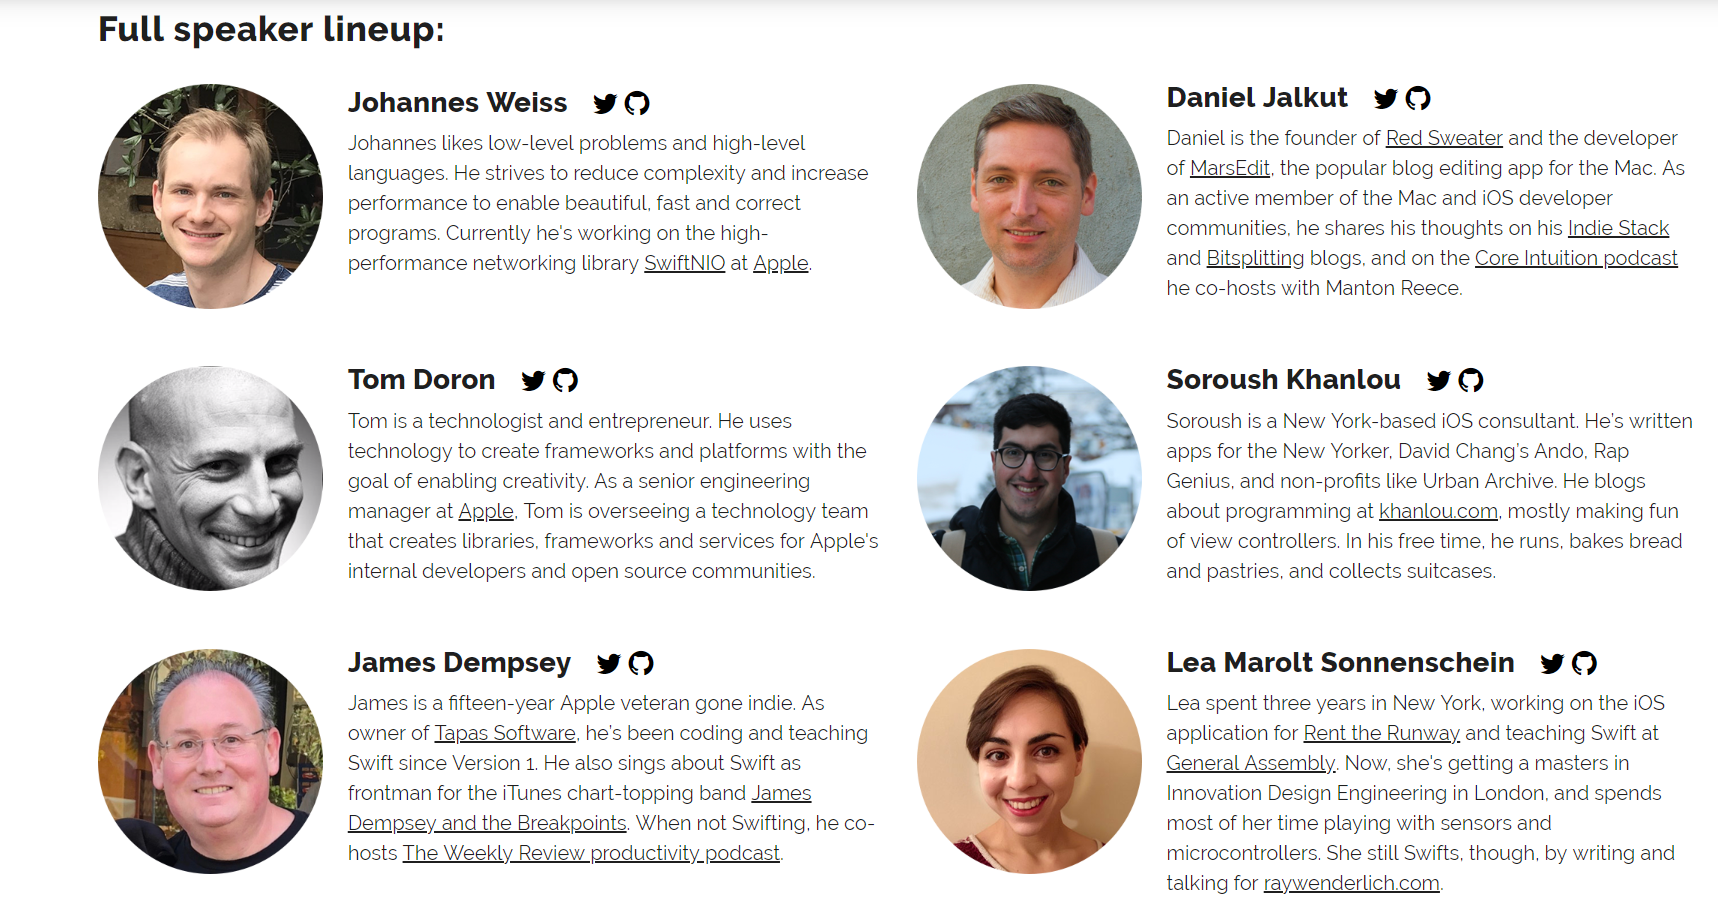 Full speaker lineup:
Johannes Weiss
Johannes likes low-level problems and high-level
languages. He strives to reduce complexity and increase
performance to enable beautiful, fast and correct
programs. Currently he's working on the high-
performance networking library SwiftNIO at Apple.
Daniel Jalkut
Daniel is the founder of Red Sweater and the developer
of MarsEdit, the popular blog editing app for the Mac. As
an active member of the Mac and iOS developer
communities, he shares his thoughts on his Indie Stack
and Bitsplitting blogs, and on the Core Intuition podcast
he co-hosts with Manton Reece.
Tom Doron
Tom is a technologist and entrepreneur. He uses
technology to create frameworks and platforms with the
goal of enabling creativity. As a senior engineering
manager at Apple, Tom is overseeing a technology team
that creates libraries, frameworks and services for Apple's
internal developers and open source communities.
Soroush Khanlou
Soroush is a New York-based iOS consultant. He's written
apps for the New Yorker, David Chang's Ando, Rap
Genius, and non-profits like Urban Archive. He blogs
about programming at khanlou.com, mostly making fun
of view controllers. In his free time, he runs, bakes bread
and pastries, and collects suitcases.
James Dempsey
James is a fifteen-year Apple veteran gone indie. As
owner of Tapas Software, he's been coding and teaching
Swift since Version 1. He also sings about Swift as
frontman for the iTunes chart-topping band James
Dempsey and the Breakpoints. When not Swifting, he co-
hosts The Weekly Review productivity podcast.
Lea Marolt Sonnenschein
Lea spent three years in New York, working on the iOS
application for Rent the Runway and teaching Swift at
General Assembly. Now, she's getting a masters in
Innovation Design Engineering in London, and spends
most of her time playing with sensors and
microcontrollers. She still Swifts, though, by writing and
talking for raywenderlich.com.